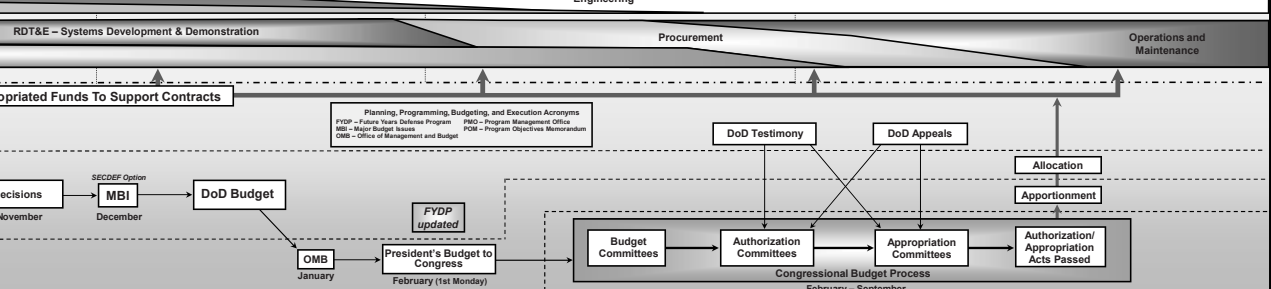 Engineering
RDT&E – Systems Development & Demonstration
Procurement
Operations and
Maintenance
opriated Funds To Support Contracts
Planning, Programming, Budgeting, and Execution Acronyms
FYDP – Future Years Defense Program PMO – Program Management Office
MBI – Major Budget Issues POM – Program Objectives Memorandum
OMB – Office of Management and Budget
DoD Testimony
DoD Appeals
Allocation
Apportionment
ecisions
November
SECDEF Option
MBI
December
DoD Budget
FYDP
updated
OMB
January
President's Budget to
Congress
February (1st Monday)
Budget
Committees
Authorization
Committees
Appropriation
Committees
Authorization/
Appropriation
Acts Passed
Congressional Budget Process
February – September